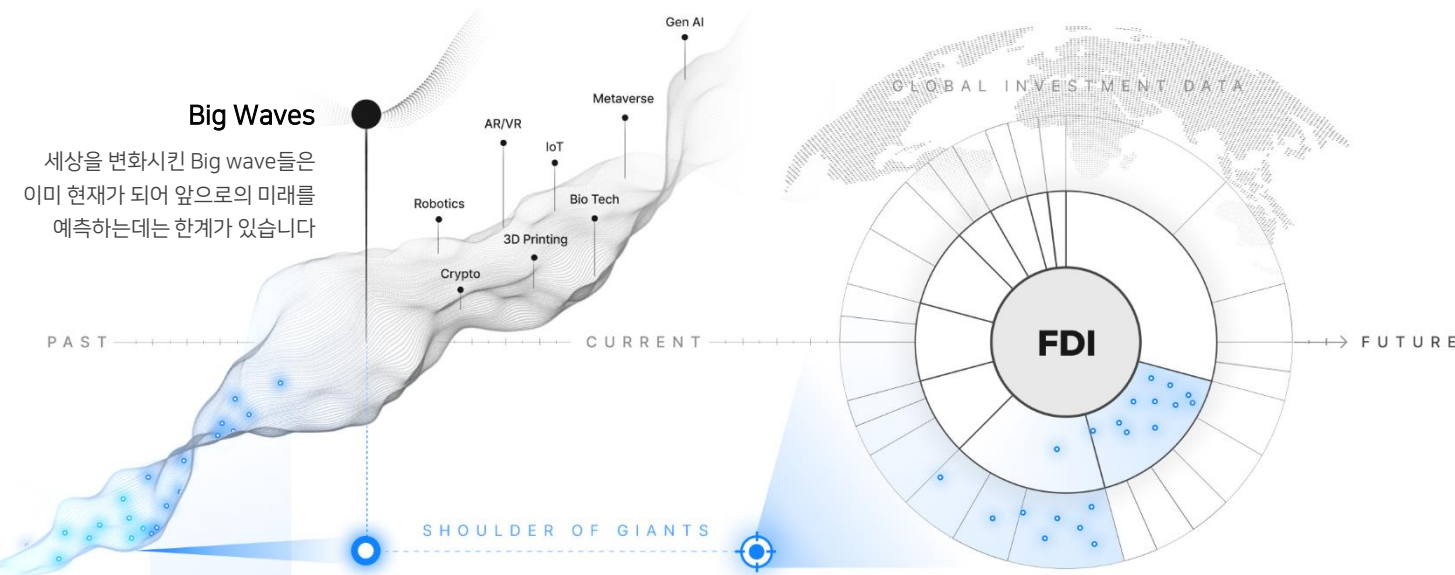 Gen AI
Metaverse
GLOBAL INVESTMENT DATA
Big Waves
AR/VR
IoT
세상을 변화시킨 Big wave들은
이미 현재가 되어 앞으로의 미래를
예측하는데는 한계가 있습니다
Robotics
Bio Tech
3D Printing
Crypto
PAST
CURRENT
FDI
FUTURE
SHOULDER OF GIANTS